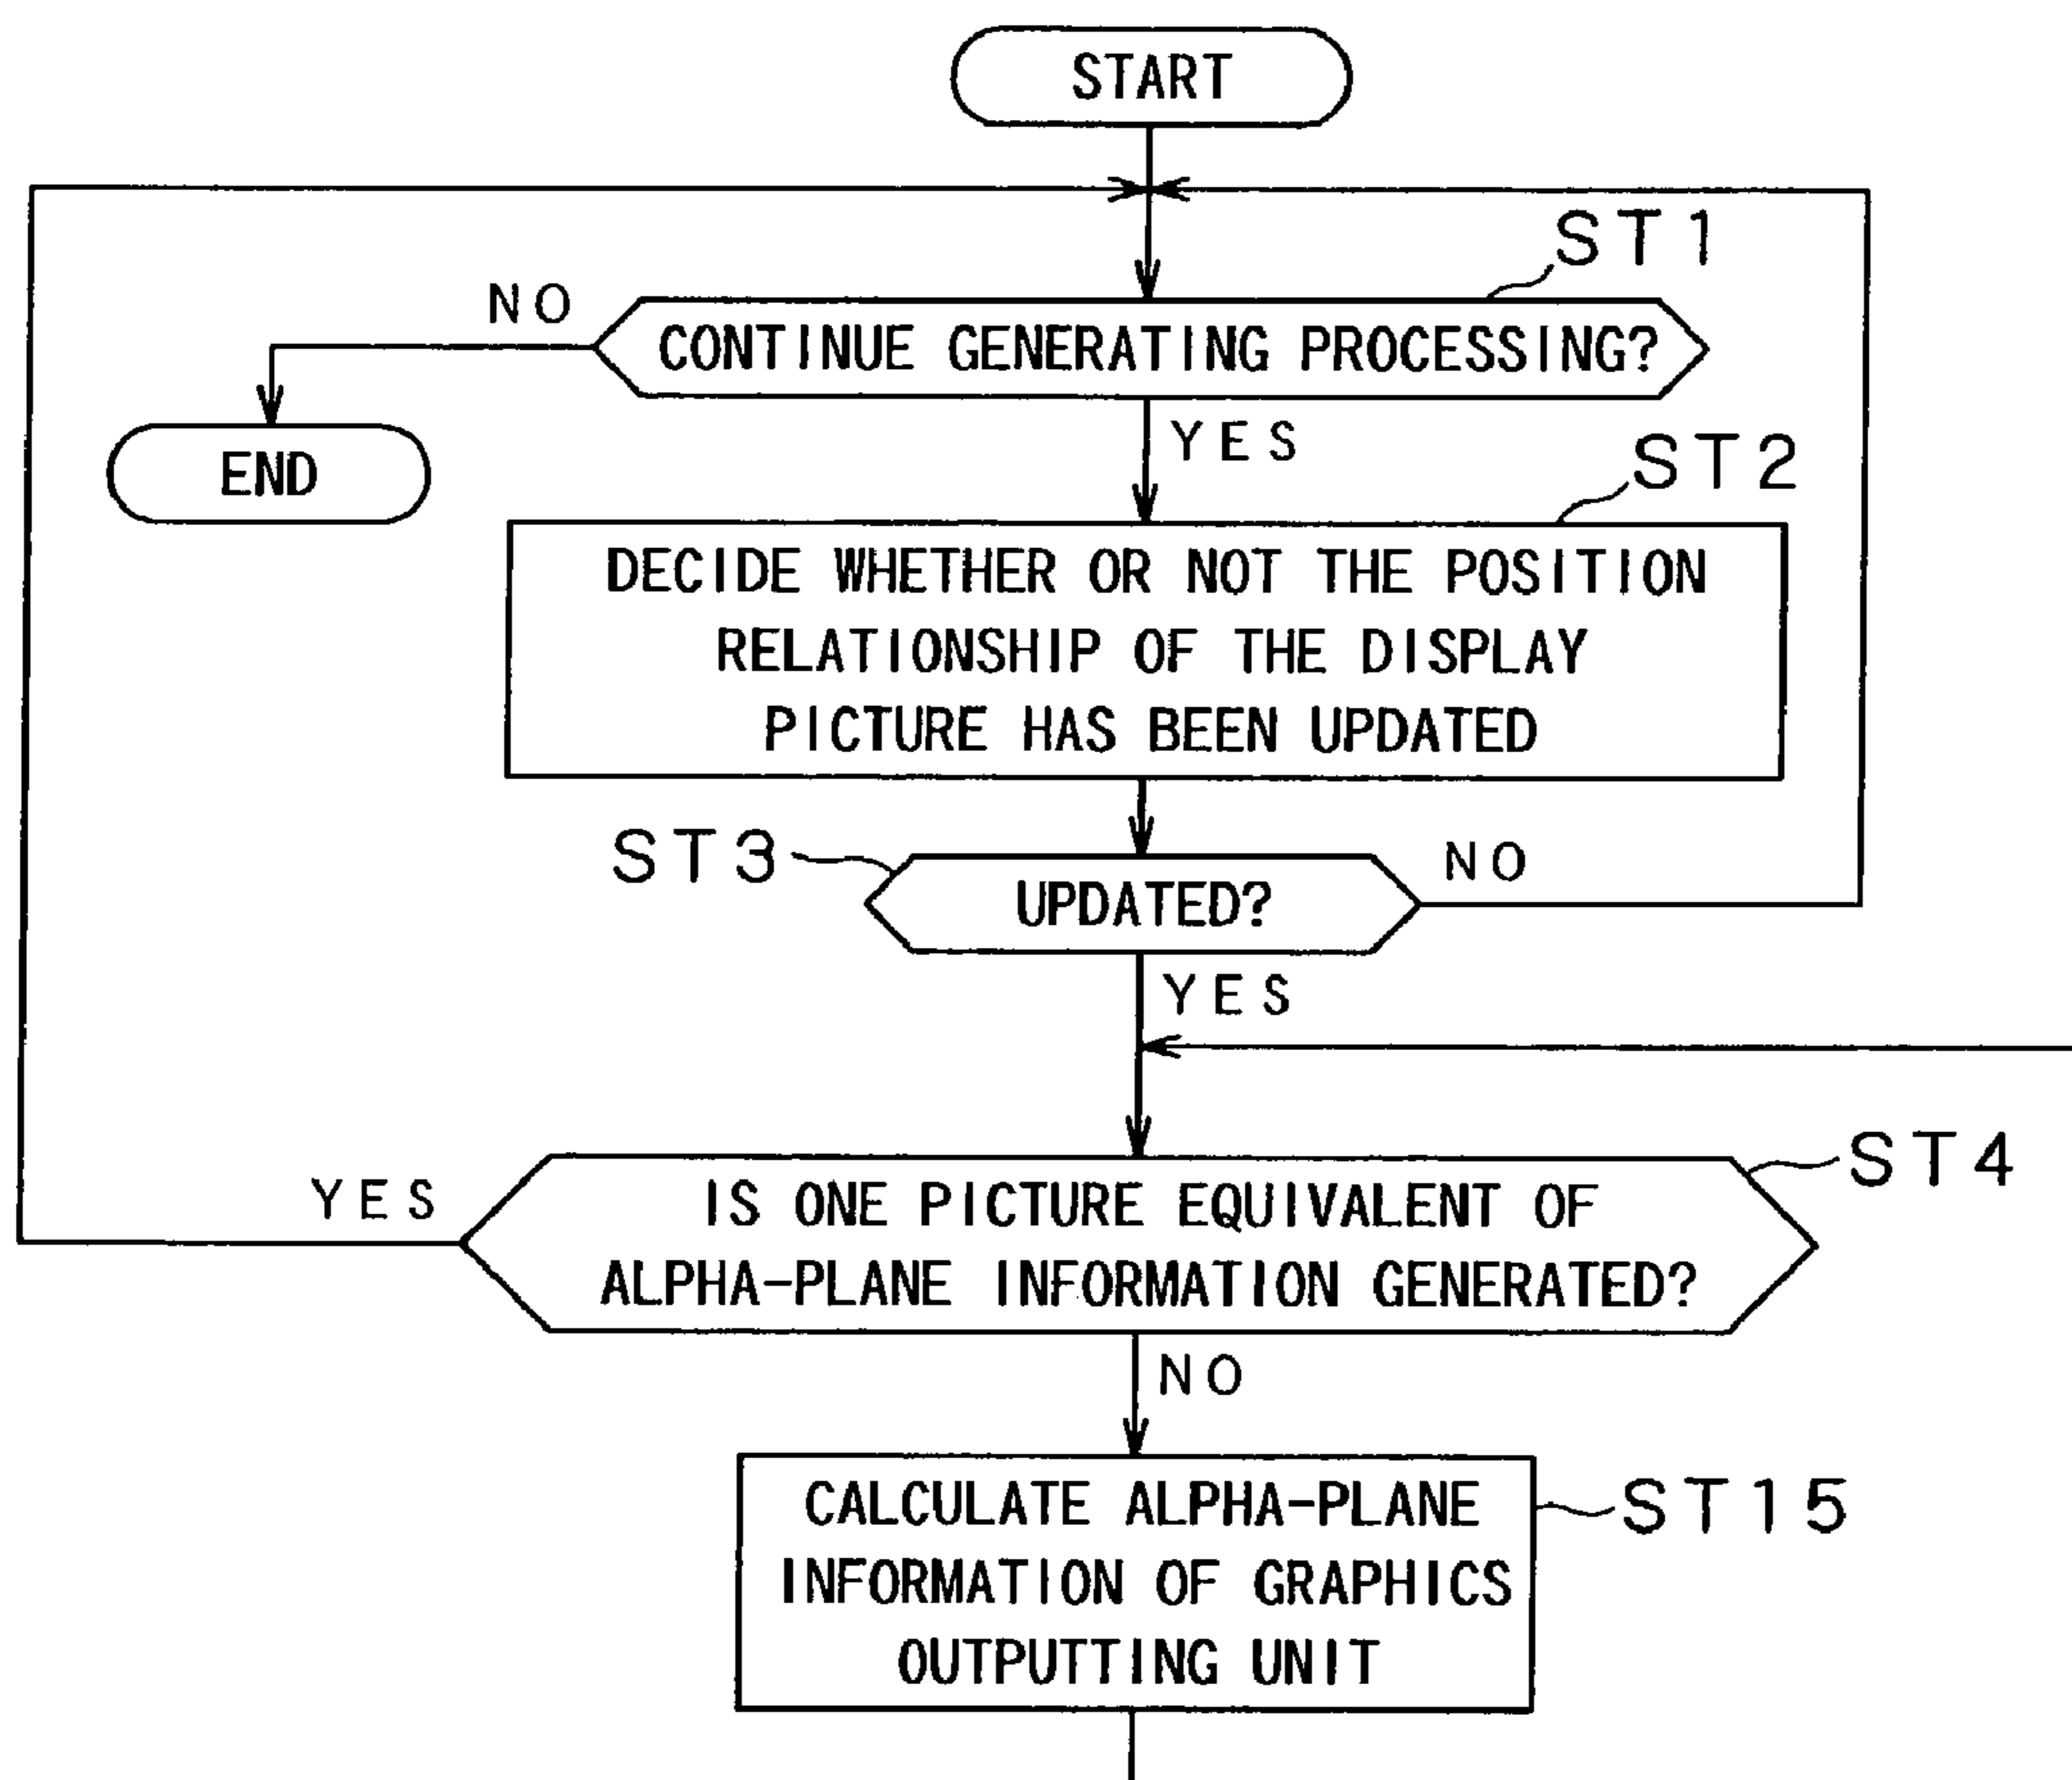 START
ST1
NO
CONTINUE GENERATING PROCESSING?
YES
END
ST2
DECIDE WHETHER OR NOT THE POSITION
RELATIONSHIP OF THE DISPLAY
PICTURE HAS BEEN UPDATED
ST3
NO
UPDATED?
YES
ST4
YES
IS ONE PICTURE EQUIVALENT OF
ALPHA-PLANE INFORMATION GENERATED?
NO
CALCULATE ALPHA-PLANE
INFORMATION OF GRAPHICS
OUTPUTTING UNIT
ST15